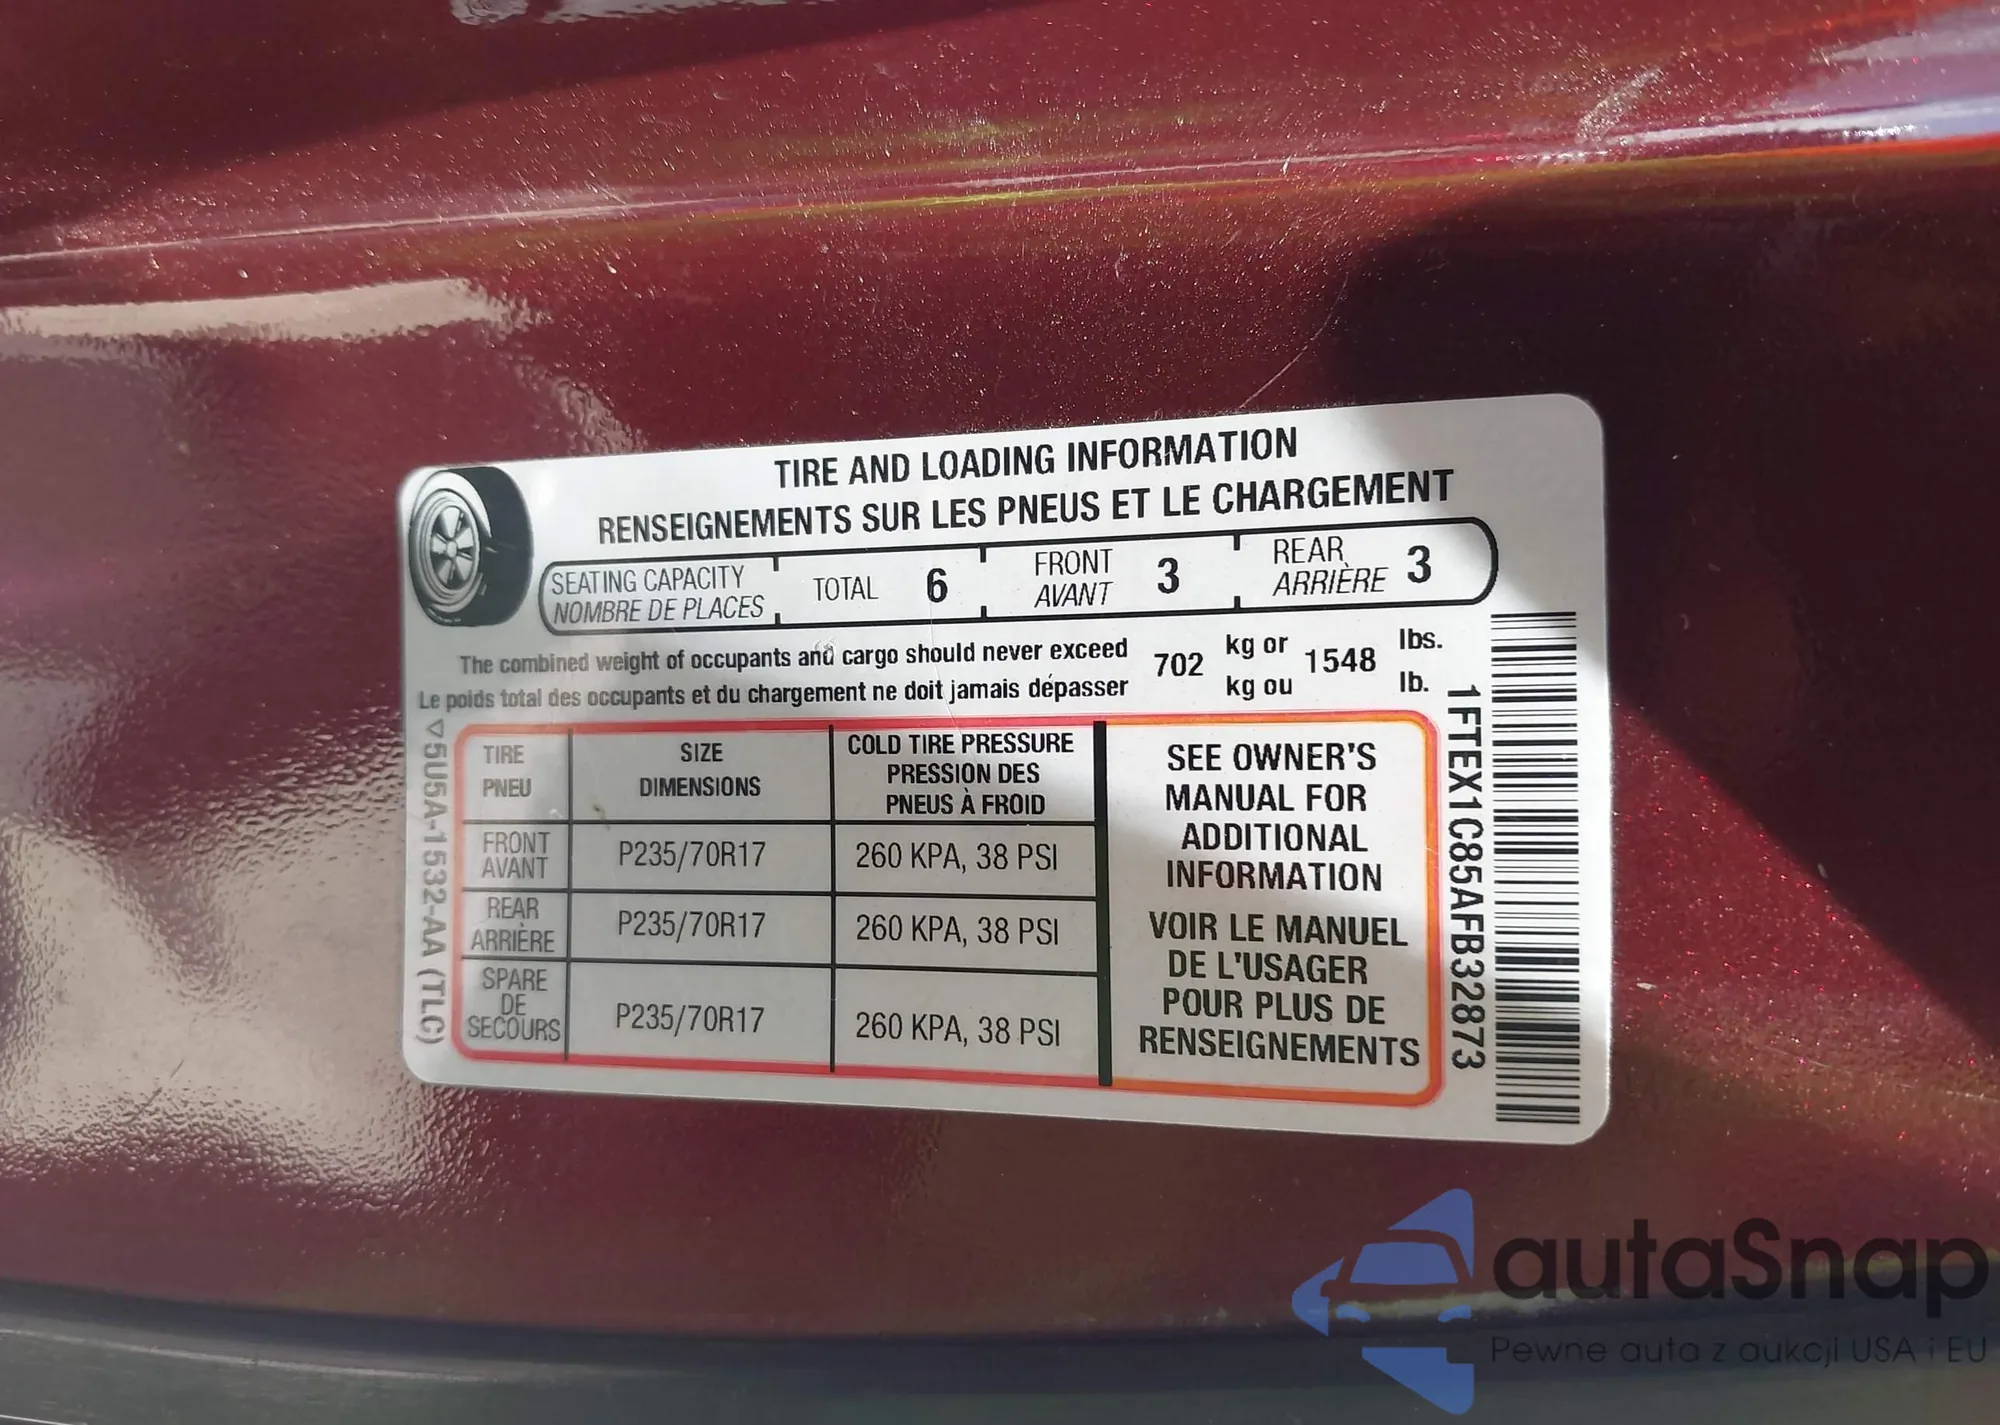 TIRE AND LOADING INFORMATION
RENSEIGNEMENTS SUR LES PNEUS ET LE CHARGEMENT
SEATING CAPACITY
NOMBRE DE PLACES
TOTAL 6
FRONT
AVANT
3
REAR
ARRIÈRE
3
The combined weight of occupants and cargo should never exceed
Le poids total des occupants et du chargement ne doit jamais dépasser
702
kg or
kg ou
1548
lbs.
lb.
5U5A-1532-AA (TLC)
TIRE
PNEU
SIZE
DIMENSIONS
COLD TIRE PRESSURE
PRESSION DES
PNEUS À FROID
FRONT
AVANT
P235/70R17
260 KPA, 38 PSI
REAR
ARRIÈRE
P235/70R17
260 KPA, 38 PSI
SPARE
DE
SECOURS
P235/70R17
260 KPA, 38 PSI
SEE OWNER'S
MANUAL FOR
ADDITIONAL
INFORMATION
VOIR LE MANUEL
DE L'USAGER
POUR PLUS DE
RENSEIGNEMENTS
1FTEX1C85AFB32873
autaSnap
Pewne auta z aukcji USA i EU